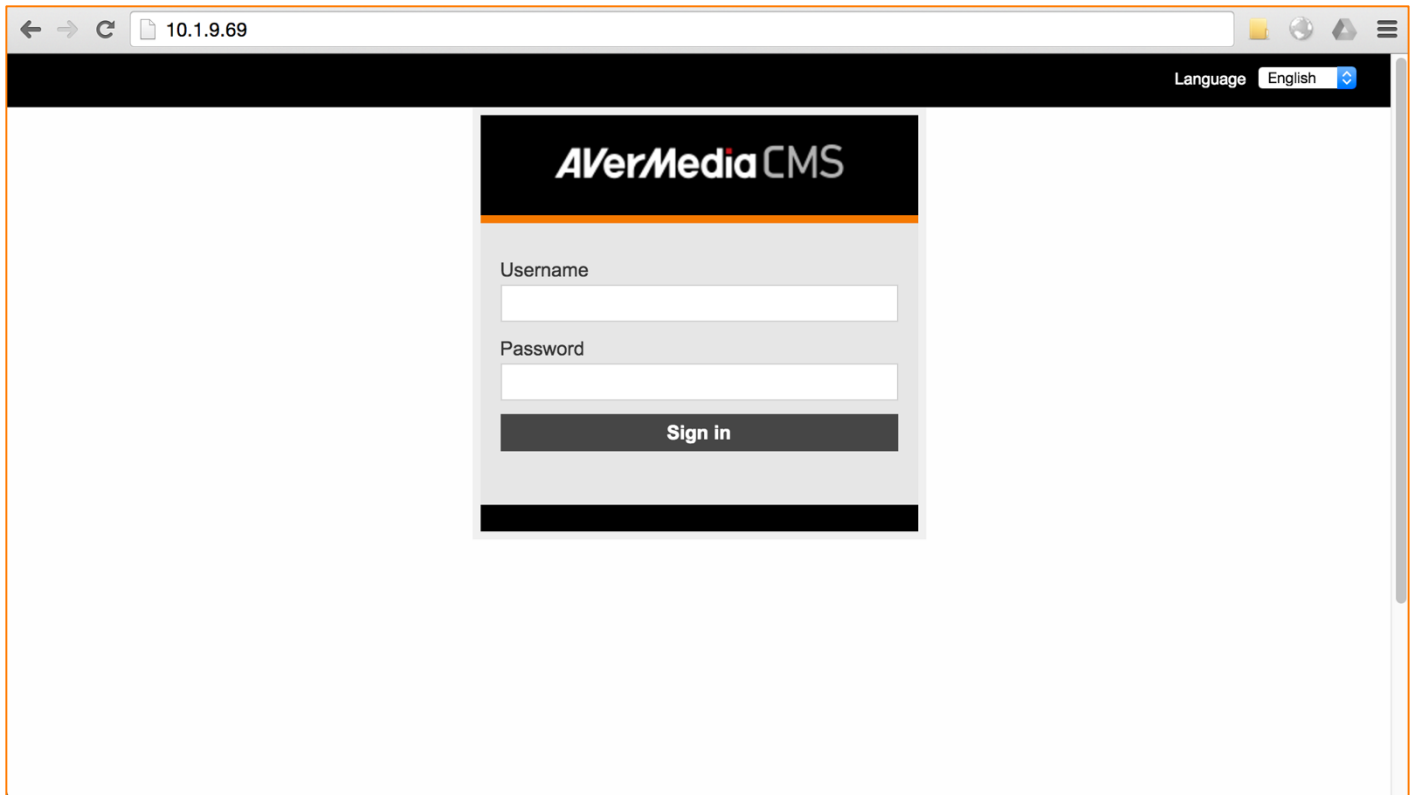 10.1.9.69
Language English
AVerMedia CMS
Username
Password
Sign in